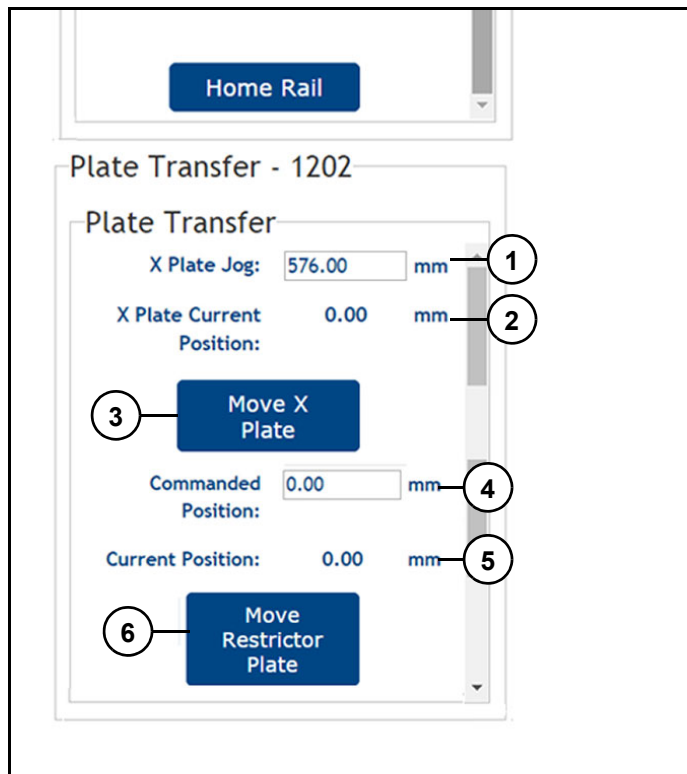 Home Rail
Plate Transfer - 1202
Plate Transfer
X Plate Jog: 576.00 mm 1
X Plate Current 0.00 mm 2
Position:
3 Move X
Plate
Commanded 0.00 mm 4
Position:
Current Position: 0.00 mm 5
6 Move
Restrictor
Plate